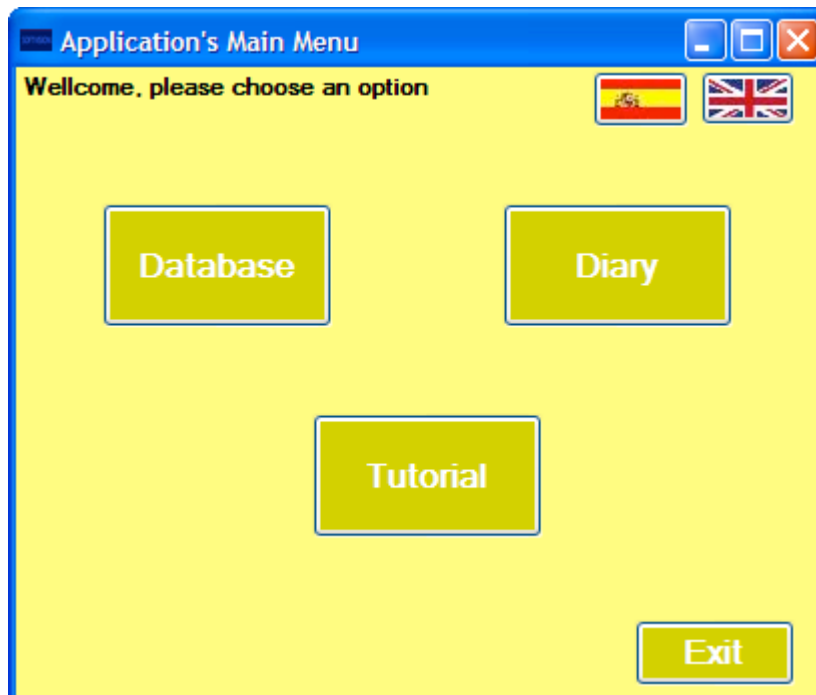 Application's Main Menu
Wellcome, please choose an option
Database
Diary
Tutorial
Exit